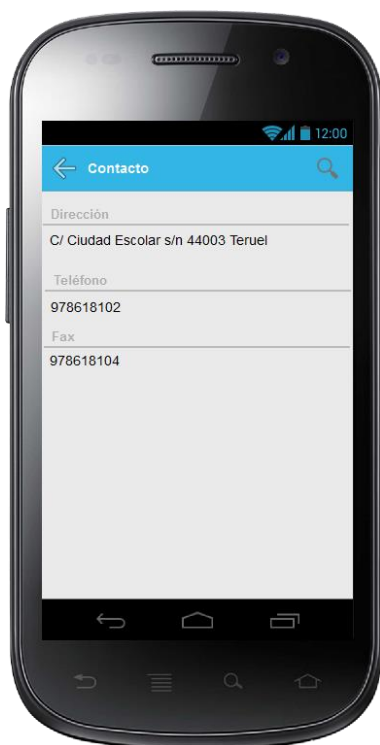 12:00
Contacto
Dirección
C/ Ciudad Escolar s/n 44003 Teruel
Teléfono
978618102
Fax
978618104